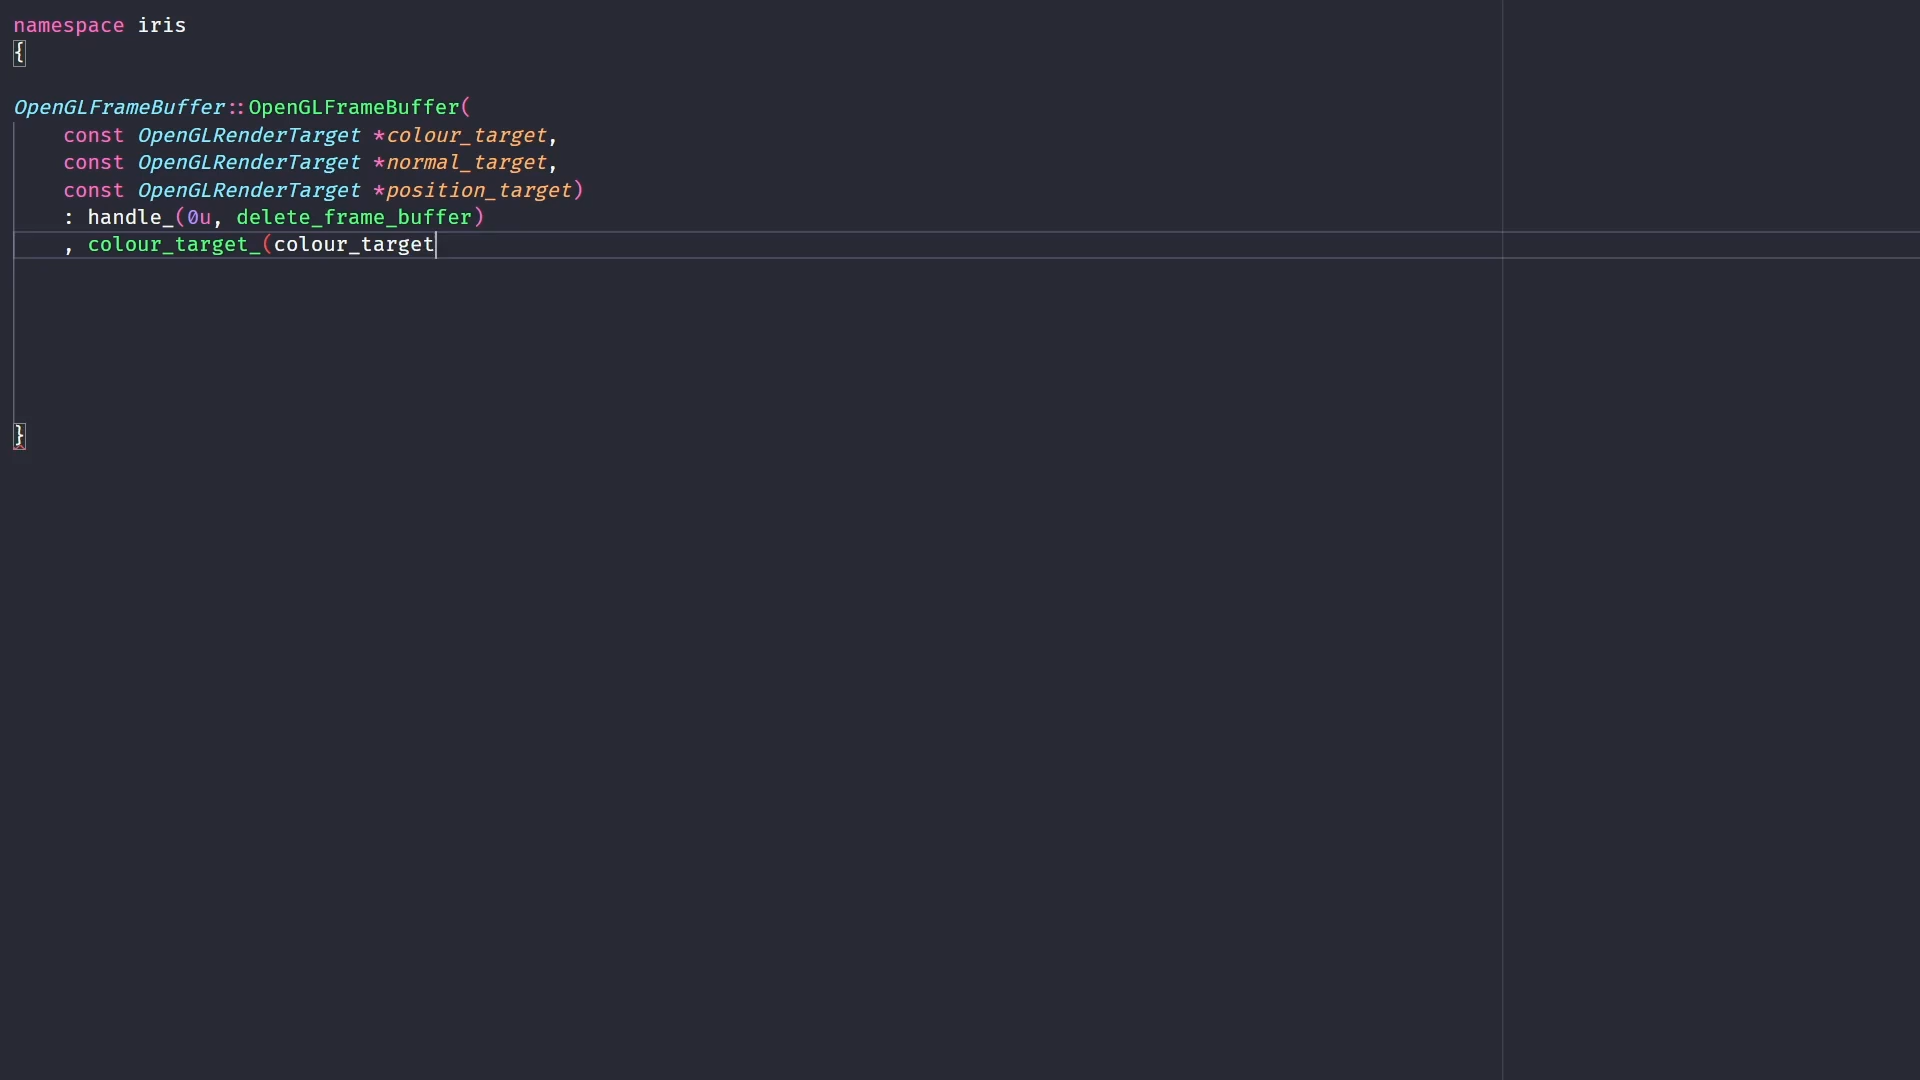 namespace iris
{
OpenGLFrameBuffer::OpenGLFrameBuffer(
    const OpenGLRenderTarget *colour_target,
    const OpenGLRenderTarget *normal_target,
    const OpenGLRenderTarget *position_target)
    : handle_(0u, delete_frame_buffer)
    , colour_target_(colour_target
}